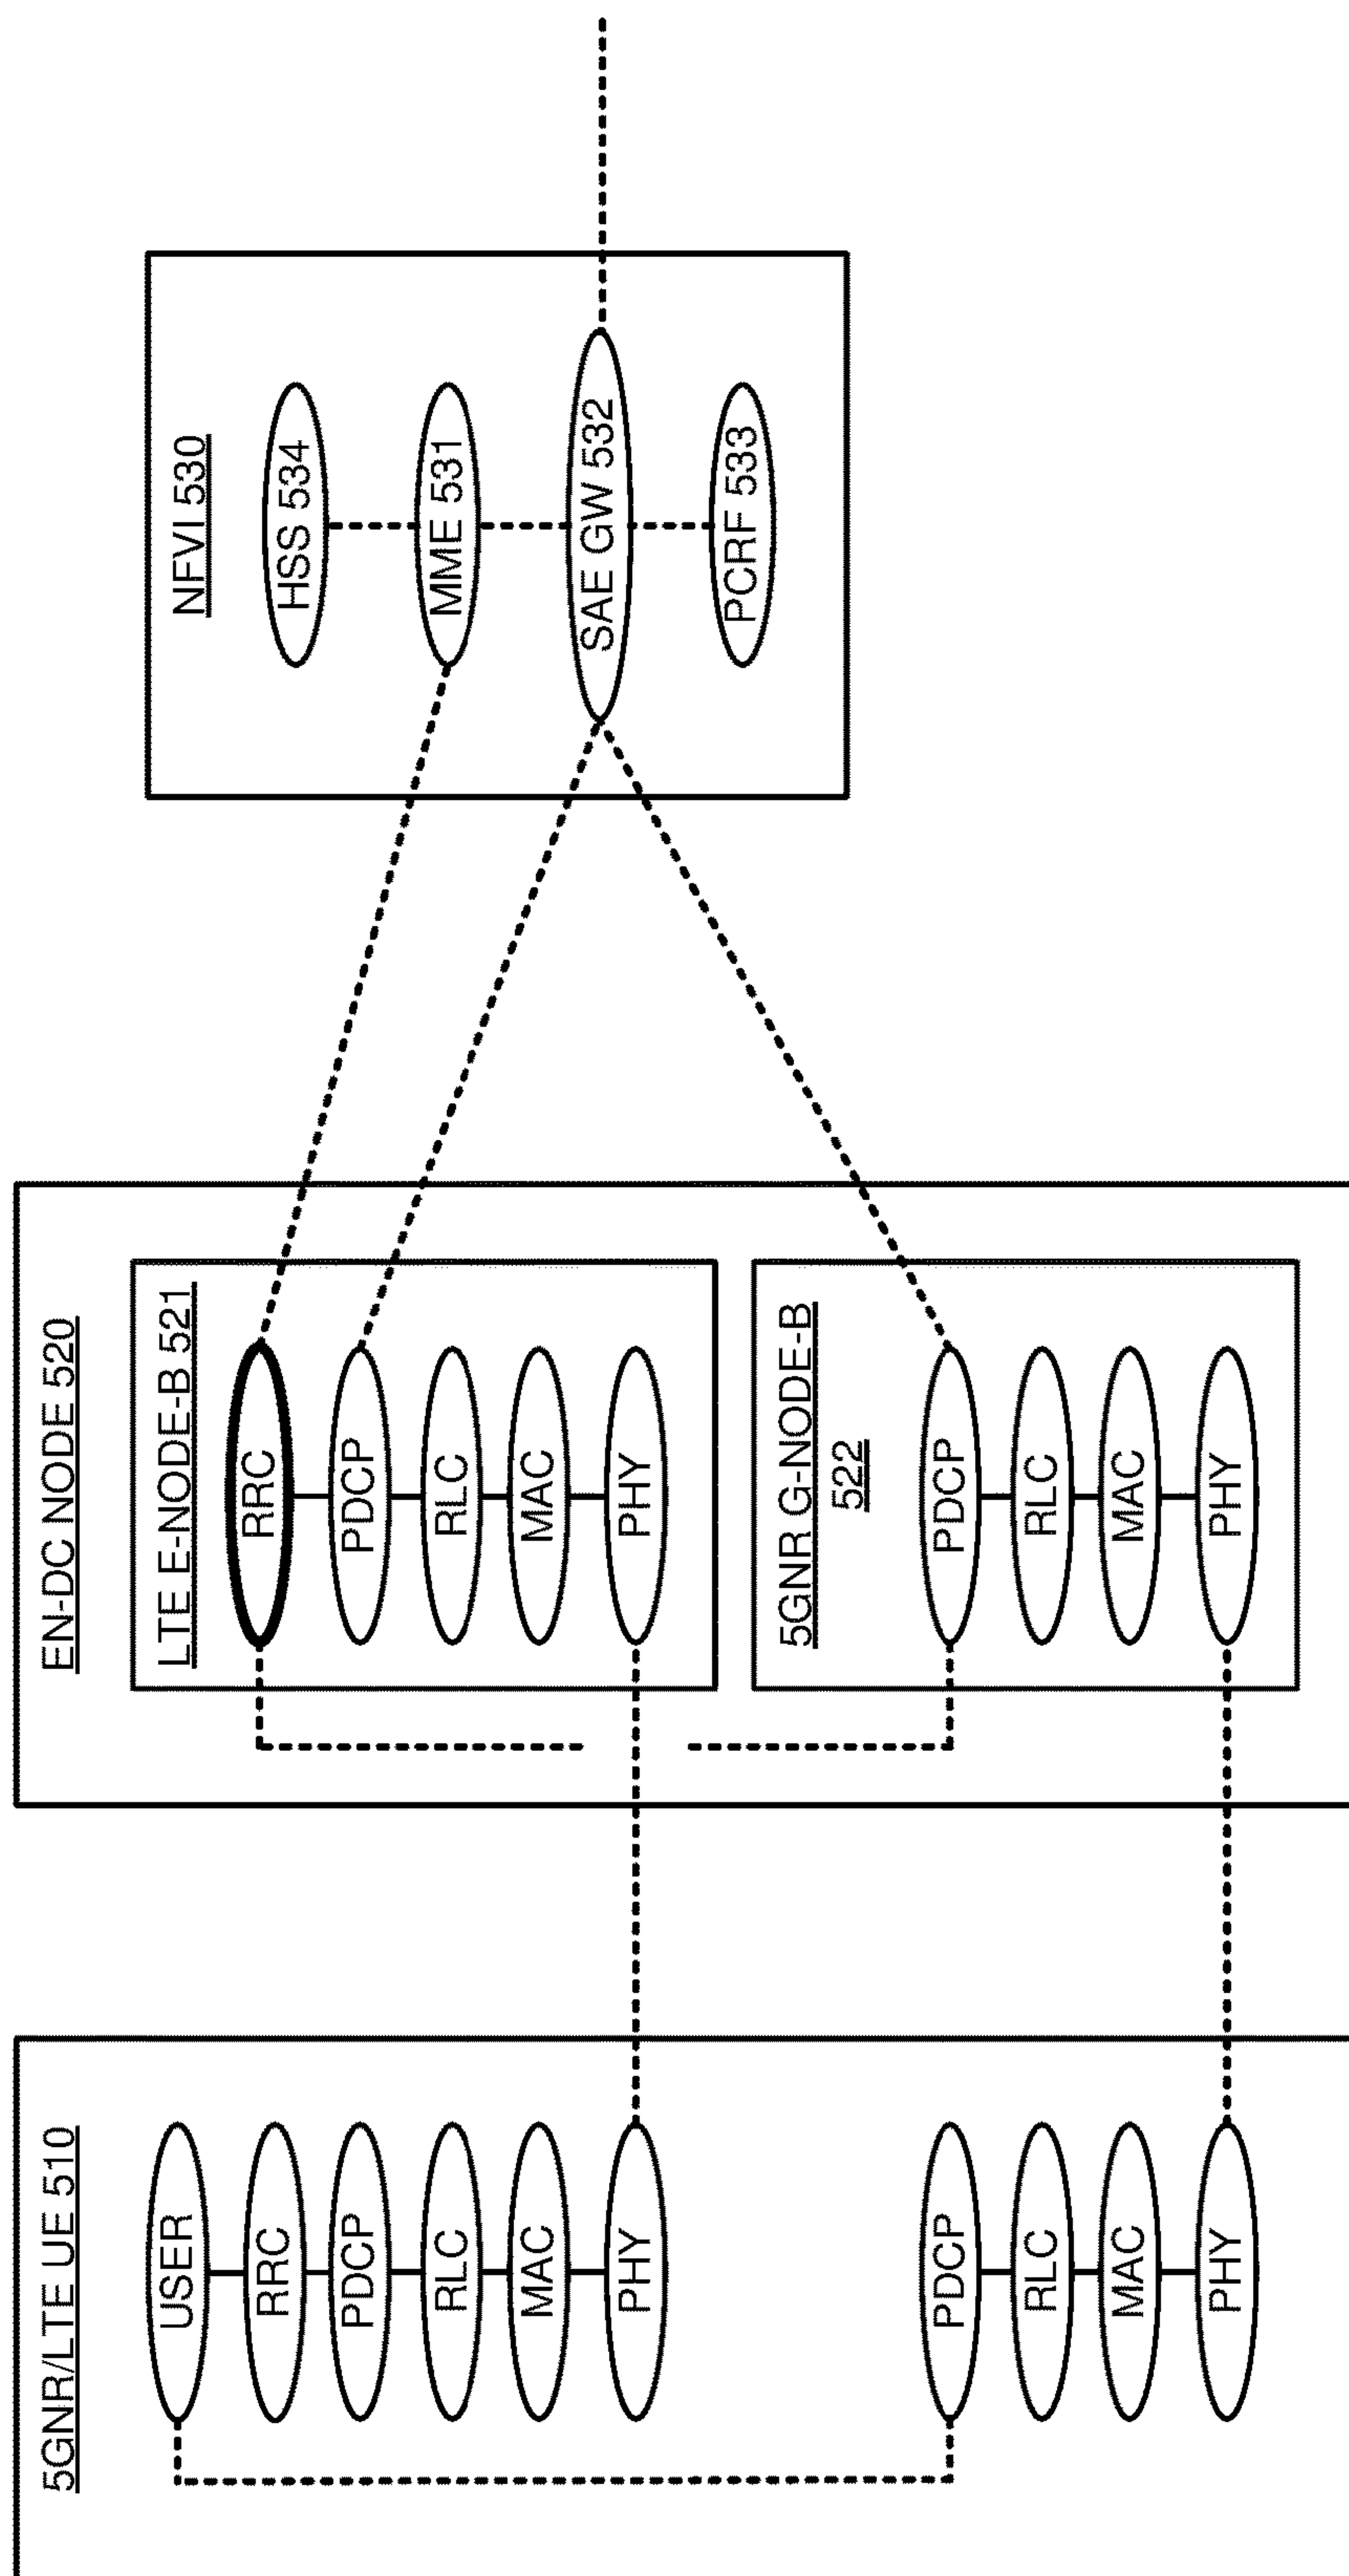 5GNR/LTE UE 510
USER
RRC
PDCP
RLC
MAC
PHY
PDCP
RLC
MAC
PHY
EN-DC NODE 520
LTE E-NODE-B 521
RRC
PDCP
RLC
MAC
PHY
5GNR G-NODE-B
522
PDCP
RLC
MAC
PHY
NFVI 530
HSS 534
MME 531
SAE GW 532
PCRF 533